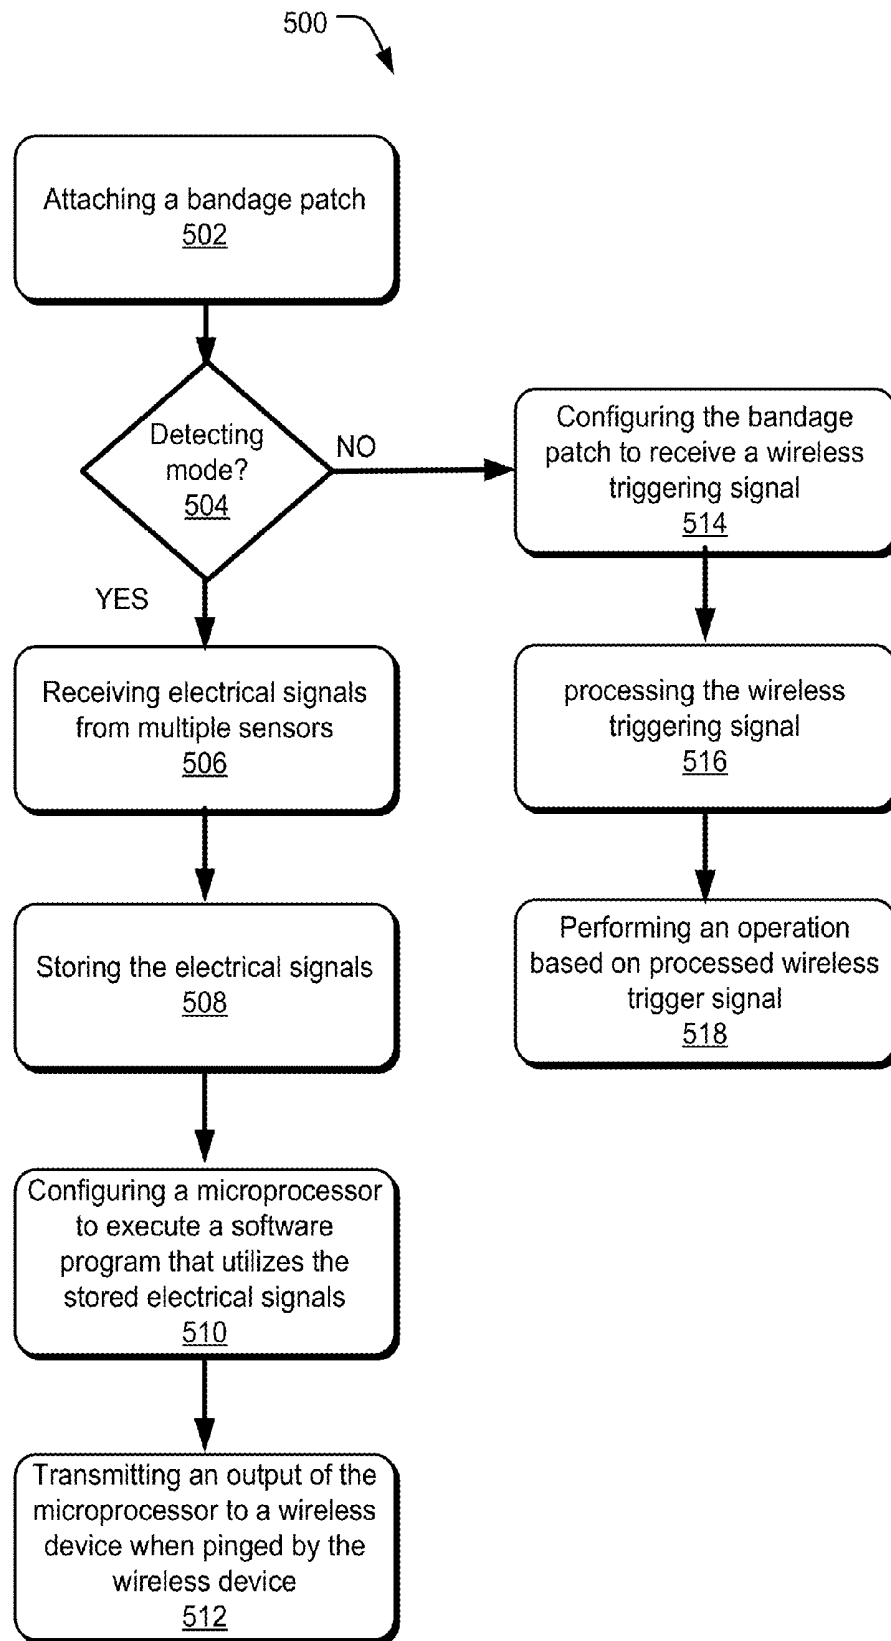 500
Attaching a bandage patch
502
Detecting
mode?
504
NO
YES
Receiving electrical signals
from multiple sensors
506
Storing the electrical signals
508
Configuring a microprocessor
to execute a software
program that utilizes the
stored electrical signals
510
Transmitting an output of the
microprocessor to a wireless
device when pinged by the
wireless device
512
Configuring the bandage
patch to receive a wireless
triggering signal
514
processing the wireless
triggering signal
516
Performing an operation
based on processed wireless
trigger signal
518